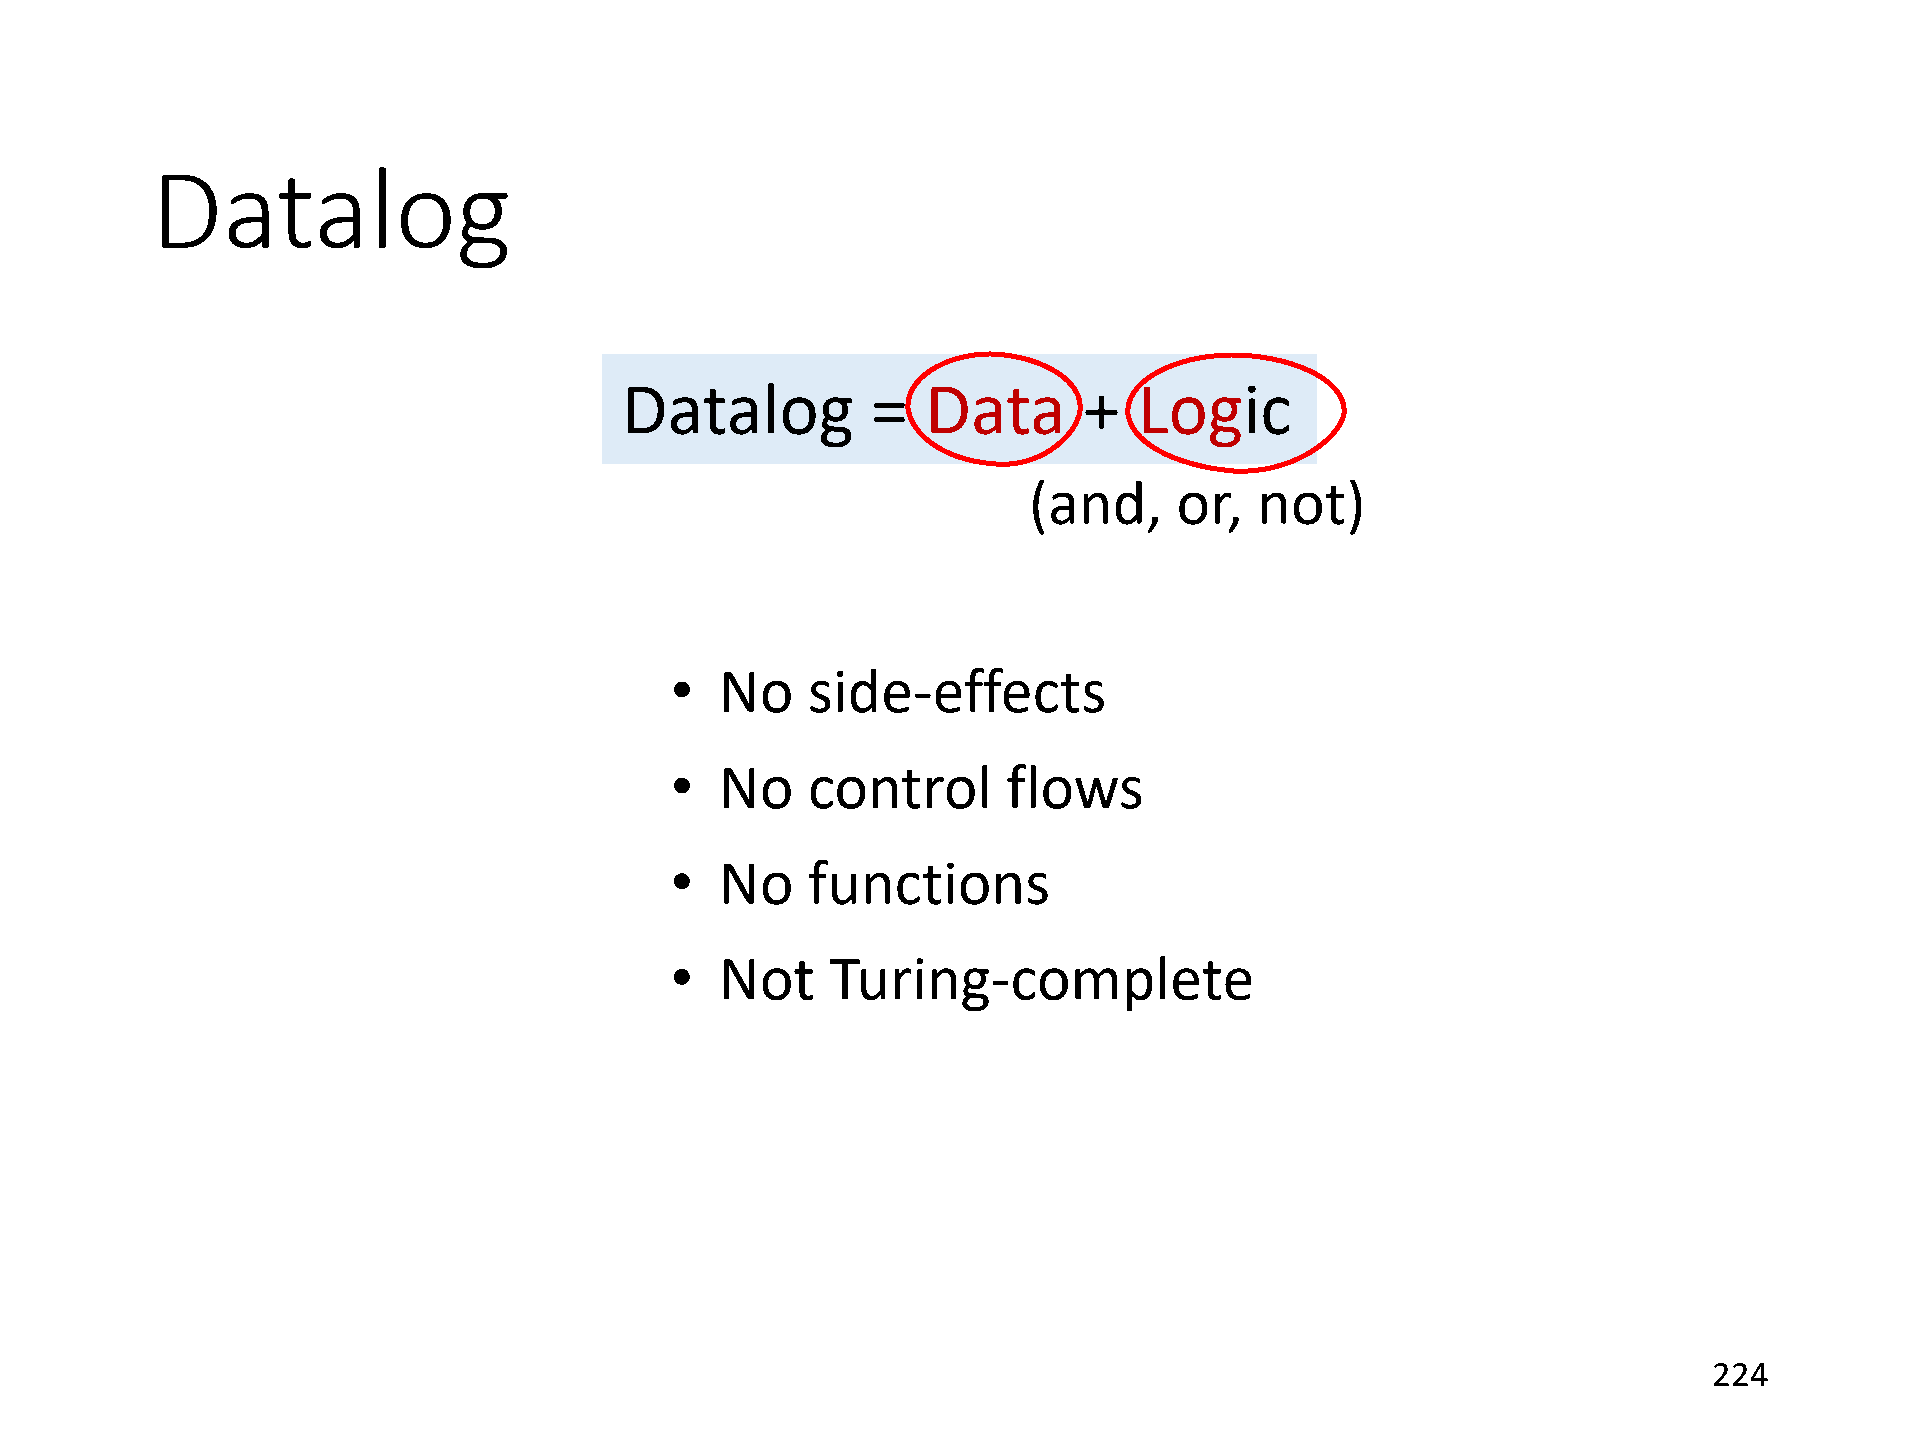 Datalog
Datalog = Data + Logic
(and, or, not)
• No side-effects
• No control flows
• No functions
• Not Turing-complete
224